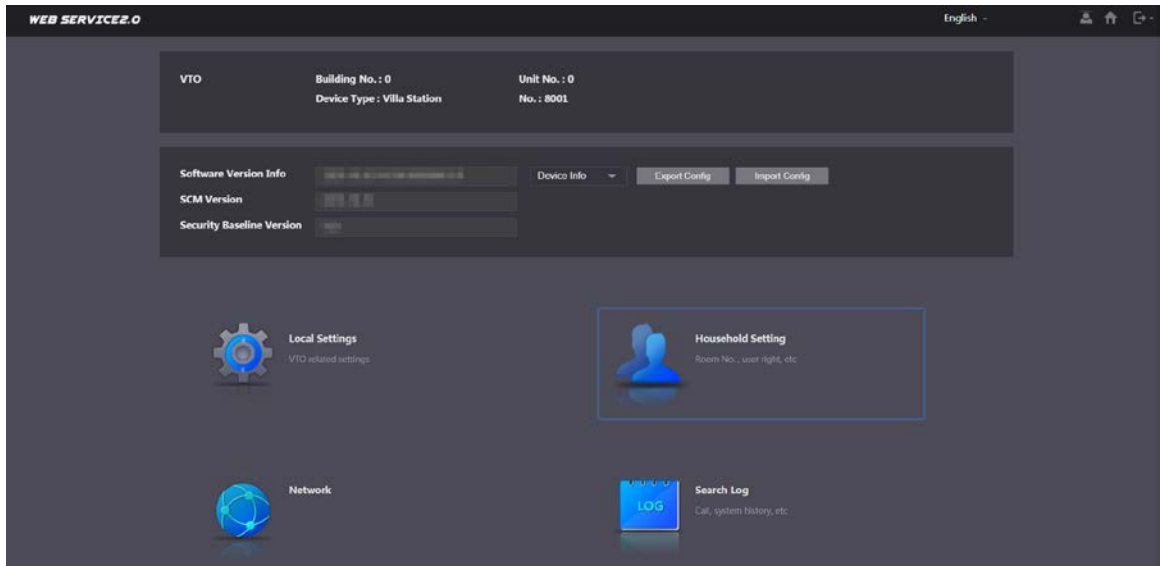 WEB SERVICE2.0 English
VTO Building No. : 0 Unit No. : 0
Device Type : Villa Station No. : 8001
Software Version Info Device Info Export Config Import Config
SCM Version
Security Baseline Version
Local Settings Household Setting
VTO related settings Room No., user right, etc
Network Search Log
LOG Call, system history, etc